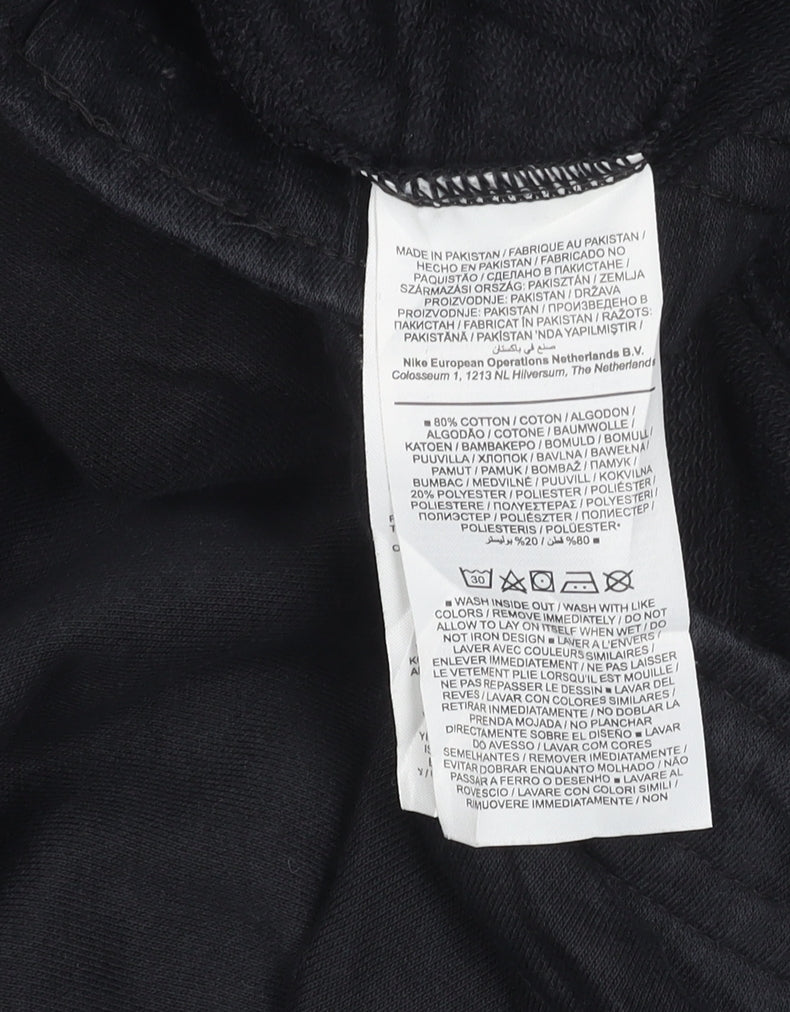 MADE IN PAKISTAN / FABRIQUE AU PAKISTAN /
HECHO EN PAKISTAN / FABRICADO NO
PAQUISTÃO / СДЕЛАНО В ПАКИСТАНЕ /
SZÁRMAZÁSI ORSZÁG: PAKISZTÁN / ZEMLJA
PROIZVODNJE: PAKISTAN / DRŽAVA
PROIZVODNJE: PAKISTAN / ПРОИЗВЕДЕНО В
ПАКИСТАН / FABRICAT ÎN PAKISTAN / RAŽOTS:
PAKISTĀNĀ / PAKİSTAN 'NDA YAPILMIŞTIR /
صنع في باكستان
Nike European Operations Netherlands B.V.
Colosseum 1, 1213 NL Hilversum, The Netherlands
■ 80% COTTON / COTON / ALGODON /
ALGODÃO / COTONE / BAUMWOLLE /
KATOEN / ΒΑΜΒΑΚΕΡΟ / BOMULD / BOMULL /
PUUVILLA / ХЛОПОК / BAVLNA / BAWEŁNA /
PAMUT / PAMUK / BOMBAŽ / ПАМУК /
BUMBAC / MEDVILNĖ / PUUVILL / KOKVILNA
20% POLYESTER / POLIESTER / POLIÉSTER /
POLIESTERE / ΠΟΛΥΕΣΤΕΡΑΣ / POLYESTERI /
ПОЛИЭСТЕР / POLIÉSZTER / ПОЛИЕСТЕР /
POLIESTERIS / POLÜESTER*
■ 80% قطن / 20% بوليستر
30
■ WASH INSIDE OUT / WASH WITH LIKE
COLORS / REMOVE IMMEDIATELY / DO NOT
ALLOW TO LAY ON ITSELF WHEN WET / DO
NOT IRON DESIGN ■ LAVER A L'ENVERS /
LAVER AVEC COULEURS SIMILAIRES /
ENLEVER IMMEDIATEMENT / NE PAS LAISSER
LE VETEMENT PLIE LORSQU'IL EST MOUILLE /
NE PAS REPASSER LE DESSIN ■ LAVAR DEL
REVES / LAVAR CON COLORES SIMILARES /
RETIRAR INMEDIATAMENTE / NO DOBLAR LA
PRENDA MOJADA / NO PLANCHAR
DIRECTAMENTE SOBRE EL DISEÑO ■ LAVAR
DO AVESSO / LAVAR COM CORES
SEMELHANTES / REMOVER IMEDIATAMENTE /
EVITAR DOBRAR ENQUANTO MOLHADO / NÃO
PASSAR A FERRO O DESENHO ■ LAVARE AL
ROVESCIO / LAVARE CON COLORI SIMILI /
RIMUOVERE IMMEDIATAMENTE / NON